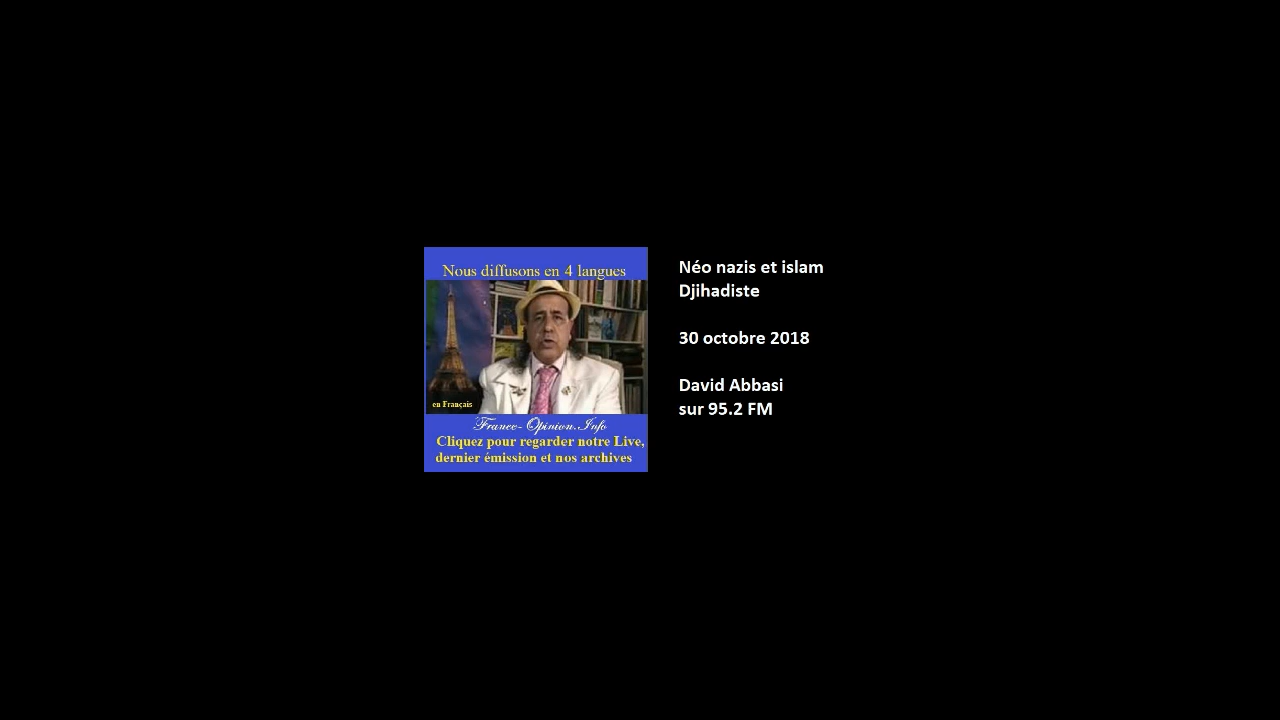 Nous diffusons en 4 langues
en Français
France-Opinion.Info
Cliquez pour regarder notre Live,
dernier émission et nos archives
Néo nazis et islam
Djihadiste
30 octobre 2018
David Abbasi
sur 95.2 FM